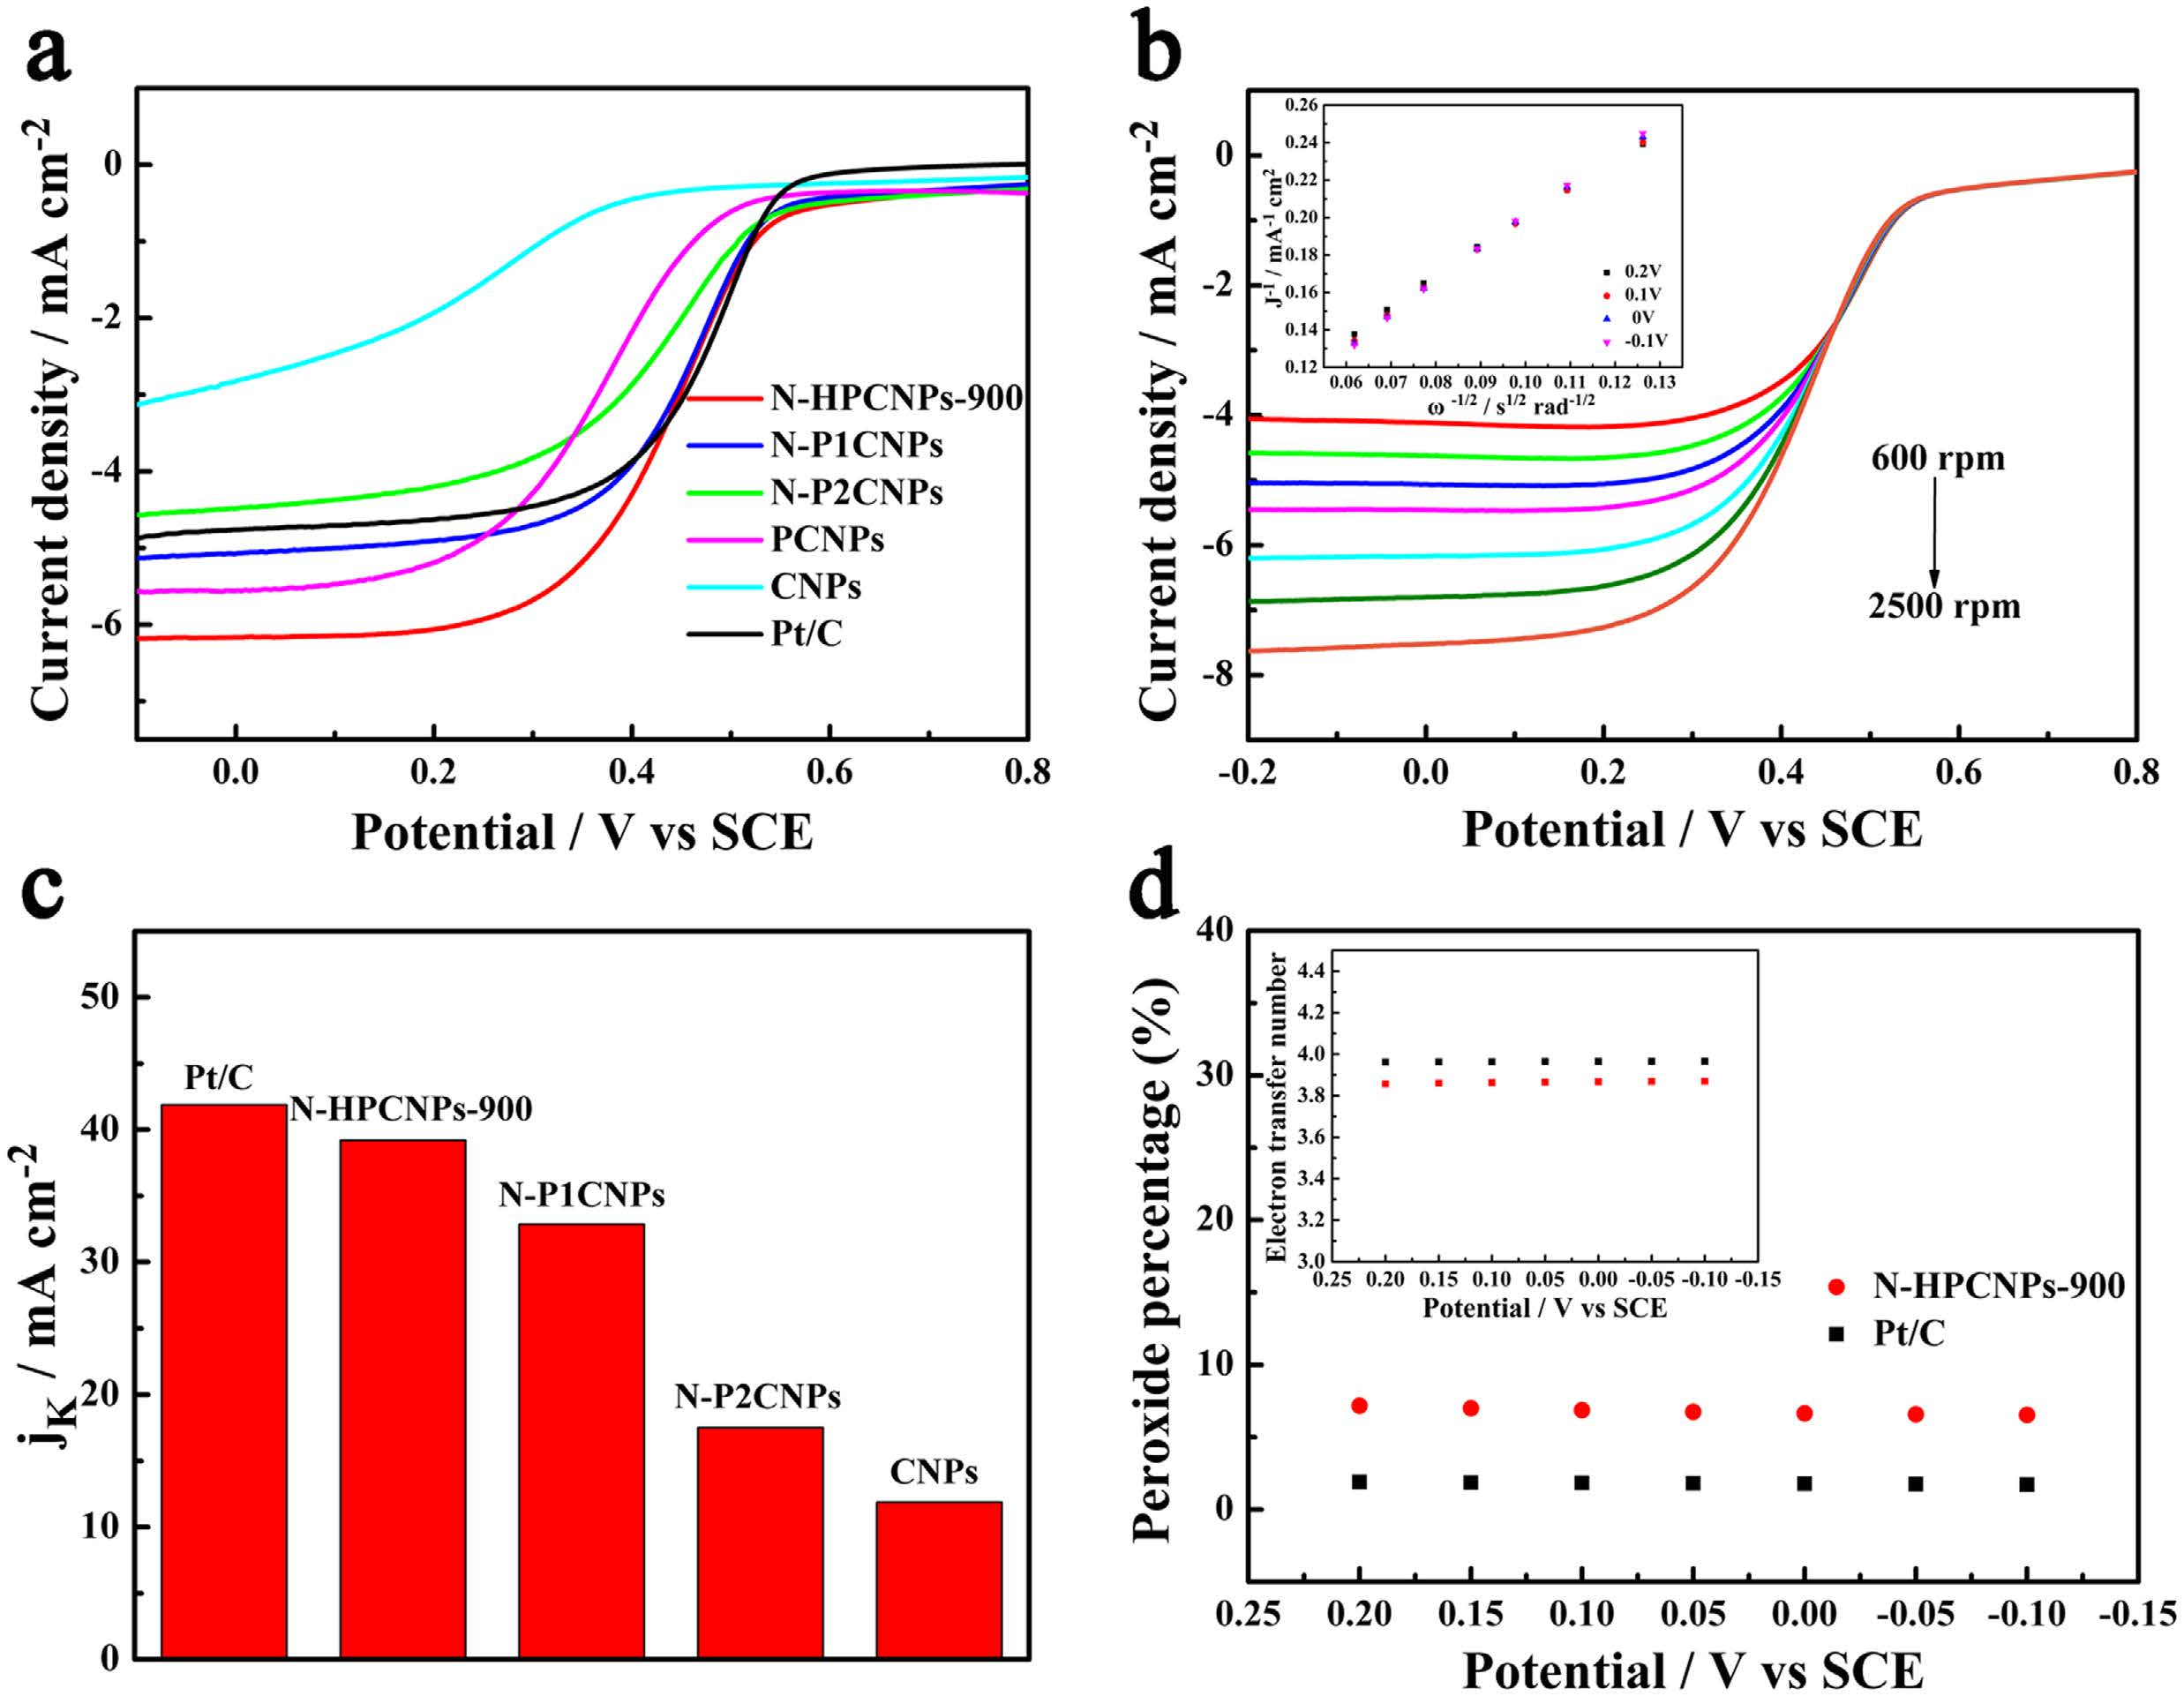 a
Current density / mA cm-2
0
-2
-4
-6
N-HPCNPs-900
N-P1CNPs
N-P2CNPs
PCNPs
CNPs
Pt/C
0.0 0.2 0.4 0.6 0.8
Potential / V vs SCE
b
Current density / mA cm-2
0
-2
-4
-6
-8
J-1 / mA-1 cm2
0.26
0.24
0.22
0.20
0.18
0.16
0.14
0.12
0.2V
0.1V
0V
-0.1V
0.06 0.07 0.08 0.09 0.10 0.11 0.12 0.13
ω -1/2 / s1/2 rad-1/2
600 rpm
2500 rpm
-0.2 0.0 0.2 0.4 0.6 0.8
Potential / V vs SCE
c
jK / mA cm-2
50
40
30
20
10
0
Pt/C
N-HPCNPs-900
N-P1CNPs
N-P2CNPs
CNPs
d
Peroxide percentage (%)
40
30
20
10
0
Electron transfer number
4.4
4.2
4.0
3.8
3.6
3.4
3.2
3.0
0.25 0.20 0.15 0.10 0.05 0.00 -0.05 -0.10 -0.15
Potential / V vs SCE
N-HPCNPs-900
Pt/C
0.25 0.20 0.15 0.10 0.05 0.00 -0.05 -0.10 -0.15
Potential / V vs SCE